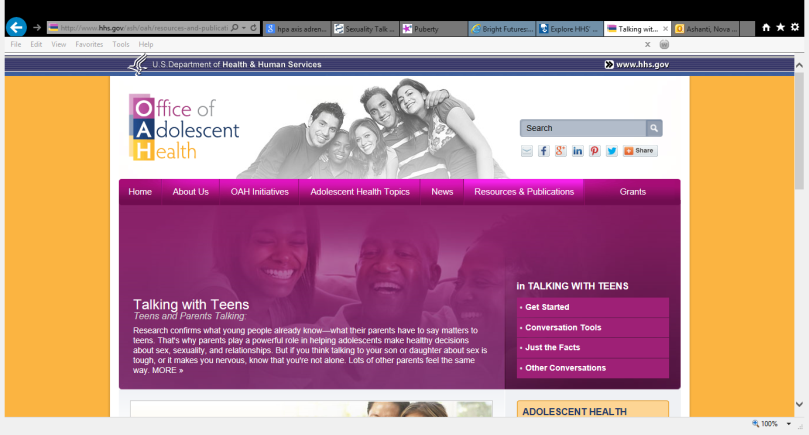 http://www.hhs.gov/ash/oah/resources-and-publicati
hpa axis adren...
Sexuality Talk ...
Puberty
Bright Futures:...
Explore HHS' ...
Talking wit...
Ashanti, Nova ...
File Edit View Favorites Tools Help
U.S. Department of Health & Human Services
www.hhs.gov
Office of
Adolescent
Health
Search
Share
Home About Us OAH Initiatives Adolescent Health Topics News Resources & Publications Grants
Talking with Teens
Teens and Parents Talking:
Research confirms what young people already know—what their parents have to say matters to
teens. That's why parents play a powerful role in helping adolescents make healthy decisions
about sex, sexuality, and relationships. But if you think talking to your son or daughter about sex is
tough, or it makes you nervous, know that you're not alone. Lots of other parents feel the same
way. MORE »
in TALKING WITH TEENS
• Get Started
• Conversation Tools
• Just the Facts
• Other Conversations
ADOLESCENT HEALTH
100%